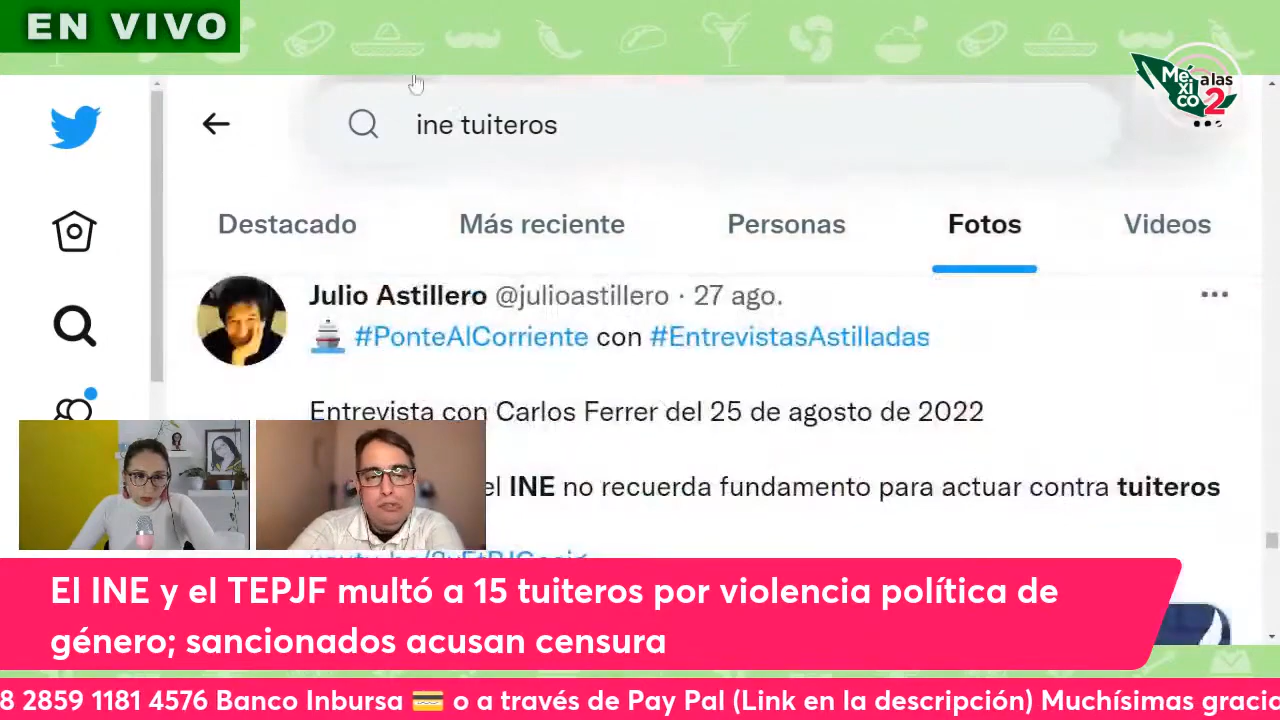 EN VIVO
México a las 2
ine tuiteros
Destacado Más reciente Personas Fotos Videos
Julio Astillero @julioastillero · 27 ago.
#PonteAlCorriente con #EntrevistasAstilladas
Entrevista con Carlos Ferrer del 25 de agosto de 2022
el INE no recuerda fundamento para actuar contra tuiteros
El INE y el TEPJF multó a 15 tuiteros por violencia política de
género; sancionados acusan censura
8 2859 1181 4576 Banco Inbursa 💳 o a través de Pay Pal (Link en la descripción) Muchísimas gracia